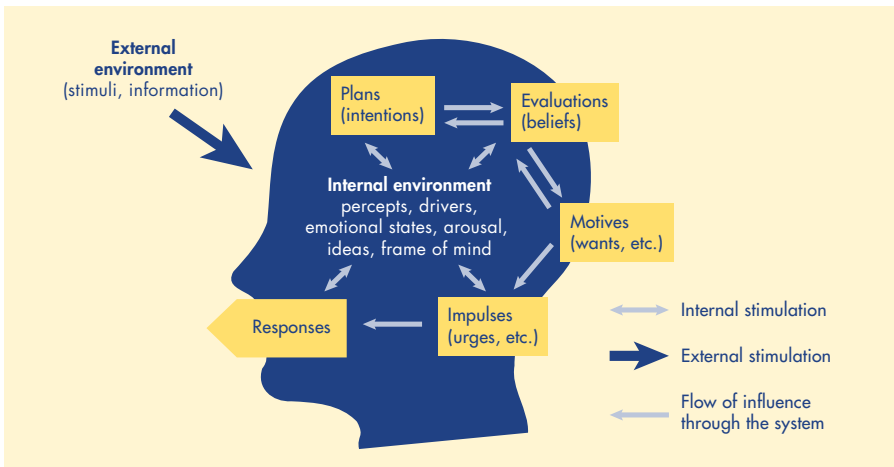 External
environment
(stimuli, information)
Plans
(intentions)
Evaluations
(beliefs)
Internal environment
percepts, drivers,
emotional states, arousal,
ideas, frame of mind
Motives
(wants, etc.)
Responses
Impulses
(urges, etc.)
Internal stimulation
External stimulation
Flow of influence
through the system